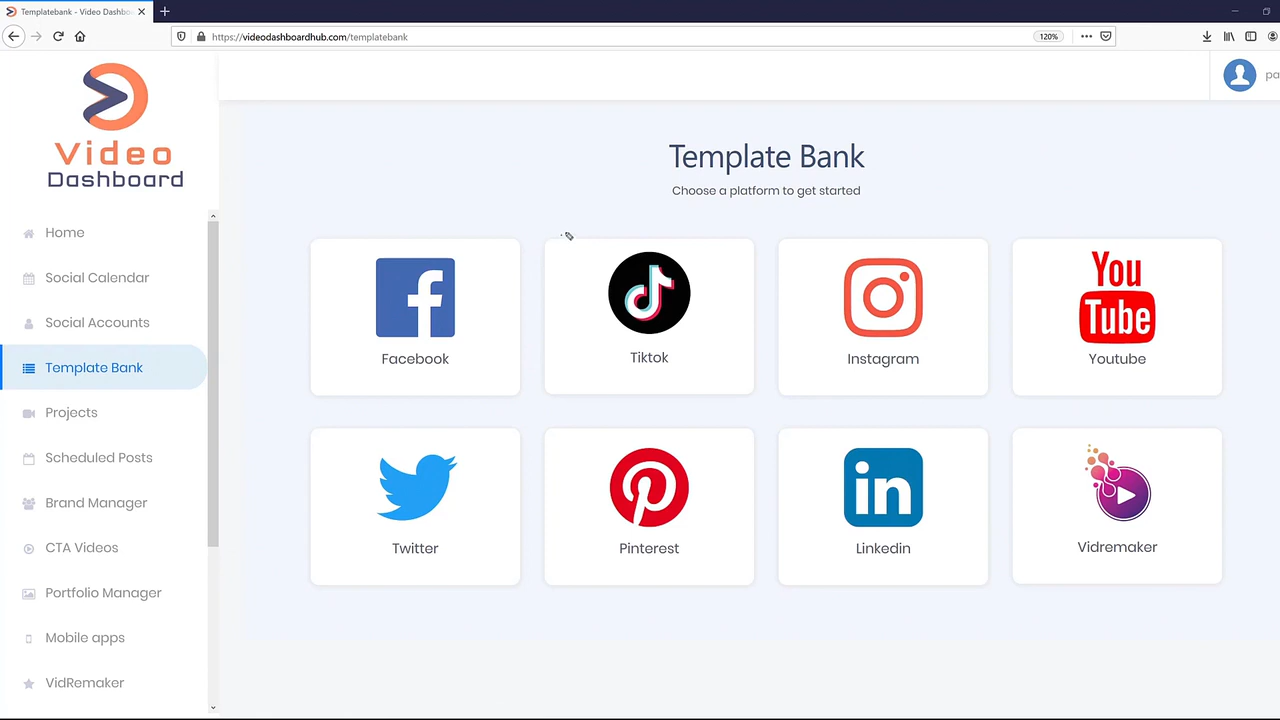 Templatebank - Video Dashbo
https://videodashboardhub.com/templatebank
120%
Video
Dashboard
pa
Home
Social Calendar
Social Accounts
Template Bank
Projects
Scheduled Posts
Brand Manager
CTA Videos
Portfolio Manager
Mobile apps
VidRemaker
Template Bank
Choose a platform to get started
Facebook
Tiktok
Instagram
You
Tube
Youtube
Twitter
Pinterest
in
Linkedin
Vidremaker